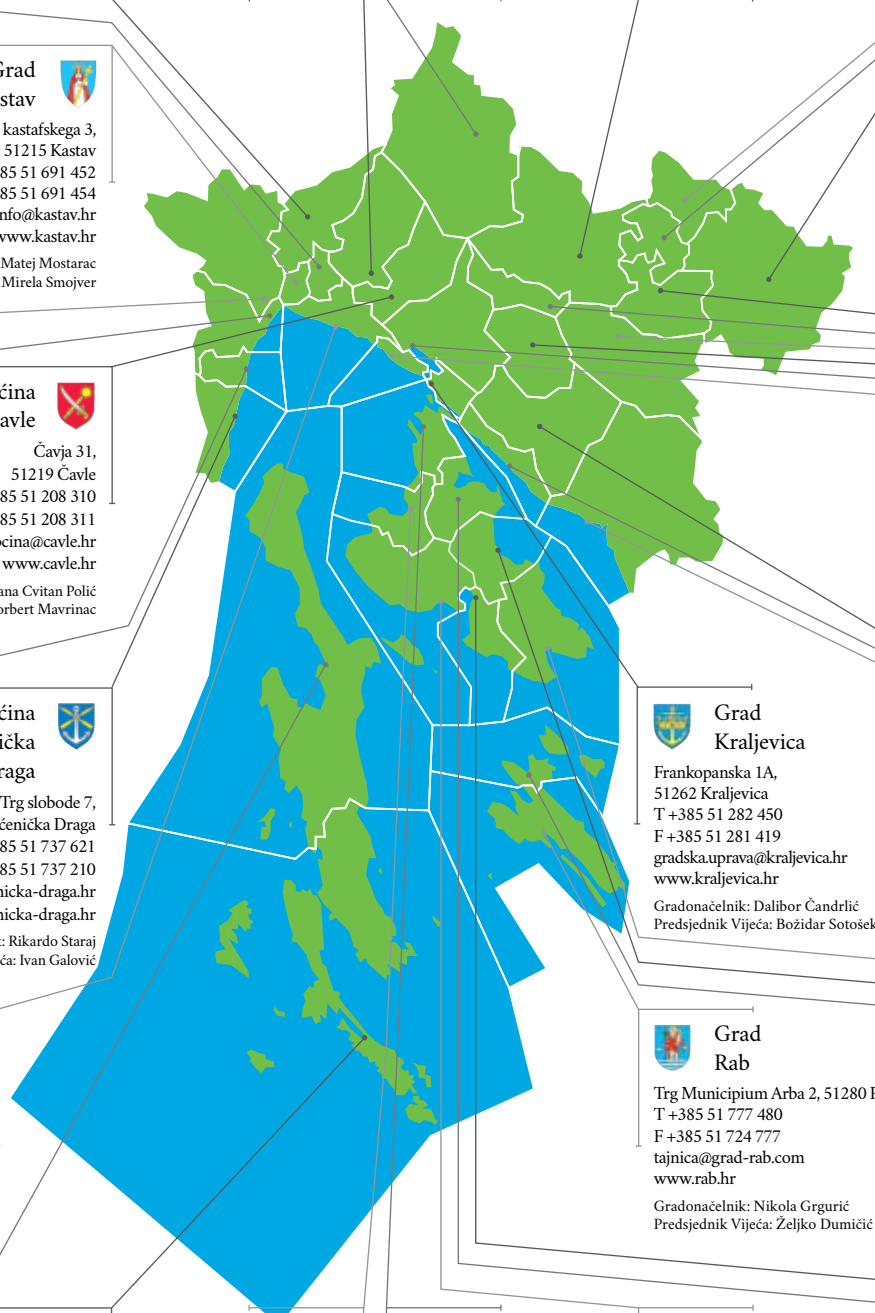 Grad
stav
kastafskega 3,
51215 Kastav
85 51 691 452
85 51 691 454
nfo@kastav.hr
www.kastav.hr
Matej Mostarac
Mirela Smojver
ćina
avle
Čavja 31,
51219 Čavle
85 51 208 310
85 51 208 311
cina@cavle.hr
www.cavle.hr
ana Cvitan Polić
orbert Mavrinac
ćina
ička
raga
Trg slobode 7,
ćenička Draga
85 51 737 621
85 51 737 210
nicka-draga.hr
nicka-draga.hr
: Rikardo Staraj
ća: Ivan Galović
Grad
Kraljevica
Frankopanska 1A,
51262 Kraljevica
T +385 51 282 450
F +385 51 281 419
gradska.uprava@kraljevica.hr
www.kraljevica.hr
Gradonačelnik: Dalibor Čandrlić
Predsjednik Vijeća: Božidar Sotošek
Grad
Rab
Trg Municipium Arba 2, 51280
T +385 51 777 480
F +385 51 724 777
tajnica@grad-rab.com
www.rab.hr
Gradonačelnik: Nikola Grgurić
Predsjednik Vijeća: Željko Dumičić